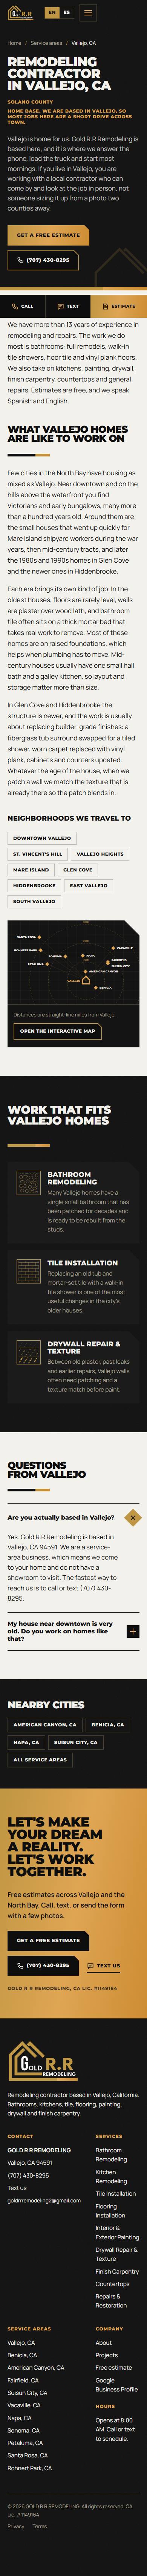 GOLD R.R
REMODELING
EN ES
Home / Service areas / Vallejo, CA
REMODELING
CONTRACTOR
IN VALLEJO, CA
SOLANO COUNTY
HOME BASE. WE ARE BASED IN VALLEJO, SO
MOST JOBS HERE ARE A SHORT DRIVE ACROSS
TOWN.
Vallejo is home for us. Gold R.R Remodeling is
based here, and it is where we answer the
phone, load the truck and start most
mornings. If you live in Vallejo, you are
working with a local contractor who can
come by and look at the job in person, not
someone sizing it up from a photo two
counties away.
GET A FREE ESTIMATE
(707) 430-8295
CALL
TEXT
ESTIMATE
We have more than 13 years of experience in
remodeling and repairs. The work we do
most is bathrooms: full remodels, walk-in
tile showers, floor tile and vinyl plank floors.
We also take on kitchens, painting, drywall,
finish carpentry, countertops and general
repairs. Estimates are free, and we speak
Spanish and English.
WHAT VALLEJO HOMES
ARE LIKE TO WORK ON
Few cities in the North Bay have housing as
mixed as Vallejo. Near downtown and up the
hills above the waterfront you find
Victorians and early bungalows, many more
than a hundred years old. Around them are
the small houses that went up quickly for
Mare Island shipyard workers during the war
years, then mid-century tracts, and later
the 1980s and 1990s homes in Glen Cove
and the newer ones in Hiddenbrooke.
Each era brings its own kind of job. In the
oldest homes, floors are rarely level, walls
are plaster over wood lath, and bathroom
tile often sits on a thick mortar bed that
takes real work to remove. Most of these
homes are on raised foundations, which
helps when plumbing has to move. Mid-
century houses usually have one small hall
bath and a galley kitchen, so layout and
storage matter more than size.
In Glen Cove and Hiddenbrooke the
structure is newer, and the work is usually
about replacing builder-grade finishes: a
fiberglass tub surround swapped for a tiled
shower, worn carpet replaced with vinyl
plank, cabinets and counters updated.
Whatever the age of the house, when we
patch a wall we match the texture that is
already there so the patch blends in.
NEIGHBORHOODS WE TRAVEL TO
DOWNTOWN VALLEJO
ST. VINCENT'S HILL
VALLEJO HEIGHTS
MARE ISLAND
GLEN COVE
HIDDENBROOKE
EAST VALLEJO
SOUTH VALLEJO
SANTA ROSA
ROHNERT PARK
SONOMA
NAPA
VACAVILLE
PETALUMA
FAIRFIELD
SUISUN CITY
AMERICAN CANYON
VALLEJO
BENICIA
Distances are straight-line miles from Vallejo.
OPEN THE INTERACTIVE MAP
WORK THAT FITS
VALLEJO HOMES
BATHROOM
REMODELING
Many Vallejo homes have a
single small bathroom that has
been patched for decades and
is ready to be rebuilt from the
studs.
TILE INSTALLATION
Replacing an old tub and
mortar-set tile with a walk-in
tile shower is one of the most
useful changes in the city's
older houses.
DRYWALL REPAIR &
TEXTURE
Between old plaster, past leaks
and earlier repairs, Vallejo walls
often need patching and a
texture match before paint.
QUESTIONS
FROM VALLEJO
Are you actually based in Vallejo?
Yes. Gold R.R Remodeling is based in
Vallejo, CA 94591. We are a service-
area business, which means we come
to your home and do not have a
showroom to visit. The fastest way to
reach us is to call or text (707) 430-
8295.
My house near downtown is very
old. Do you work on homes like
that?
NEARBY CITIES
AMERICAN CANYON, CA
BENICIA, CA
NAPA, CA
SUISUN CITY, CA
ALL SERVICE AREAS
LET'S MAKE
YOUR DREAM
A REALITY.
LET'S WORK
TOGETHER.
Free estimates across Vallejo and the
North Bay. Call, text, or send the form
with a few photos.
GET A FREE ESTIMATE
(707) 430-8295
TEXT US
GOLD R.R REMODELING, CA LIC. #1149164
GOLD R.R
REMODELING
Remodeling contractor based in Vallejo, California.
Bathrooms, kitchens, tile, flooring, painting,
drywall and finish carpentry.
CONTACT
GOLD R.R REMODELING
Vallejo, CA 94591
(707) 430-8295
Text us
goldrrremodeling2@gmail.com
SERVICES
Bathroom
Remodeling
Kitchen
Remodeling
Tile Installation
Flooring
Installation
Interior &
Exterior Painting
Drywall Repair &
Texture
Finish Carpentry
Countertops
Repairs &
Restoration
SERVICE AREAS
Vallejo, CA
Benicia, CA
American Canyon, CA
Fairfield, CA
Suisun City, CA
Vacaville, CA
Napa, CA
Sonoma, CA
Petaluma, CA
Santa Rosa, CA
Rohnert Park, CA
COMPANY
About
Projects
Free estimate
Google
Business Profile
HOURS
Opens at 8:00
AM. Call or text
to schedule.
© 2026 GOLD R R REMODELING. All rights reserved. CA
Lic. #1149164
Privacy Terms